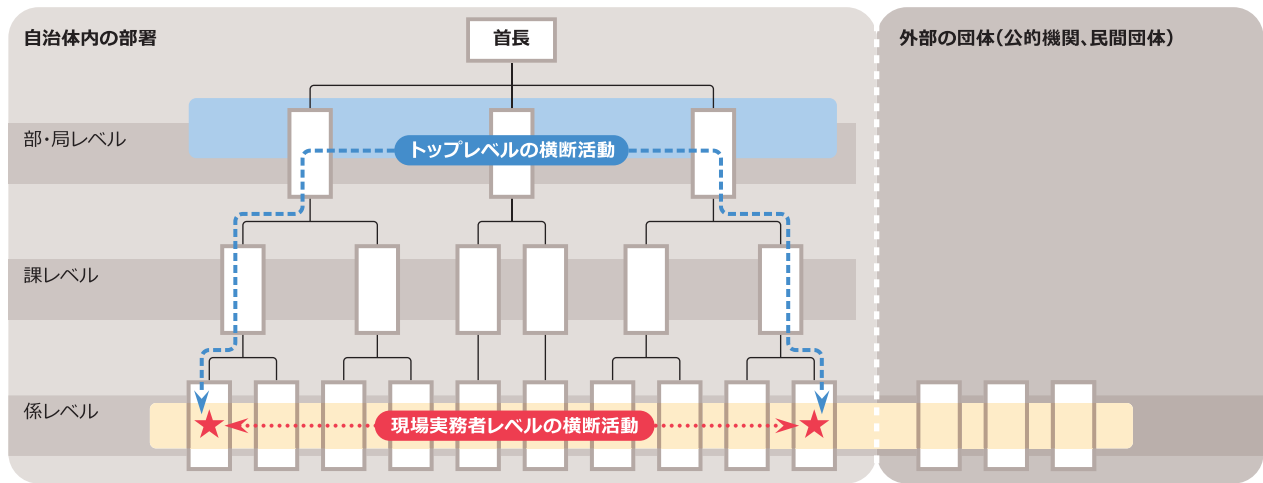 自治体内の部署
首長
外部の団体（公的機関、民間団体）
部・局レベル
トップレベルの横断活動
課レベル
係レベル
現場実務者レベルの横断活動